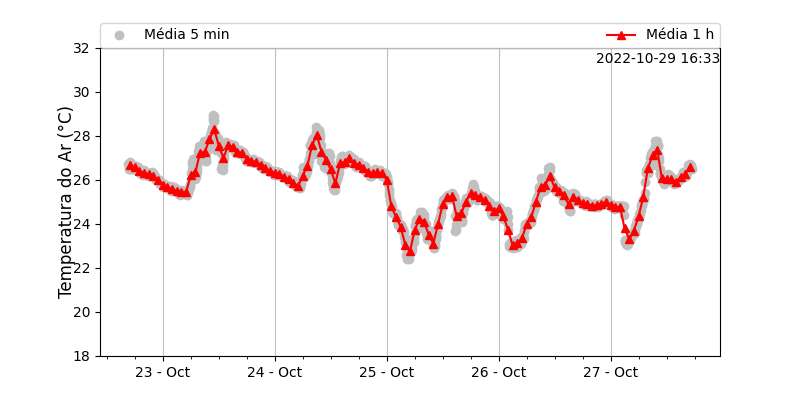 Média 5 min
Média 1 h
2022-10-29 16:33
Temperatura do Ar (°C)
32
30
28
26
24
22
20
18
23 - Oct
24 - Oct
25 - Oct
26 - Oct
27 - Oct